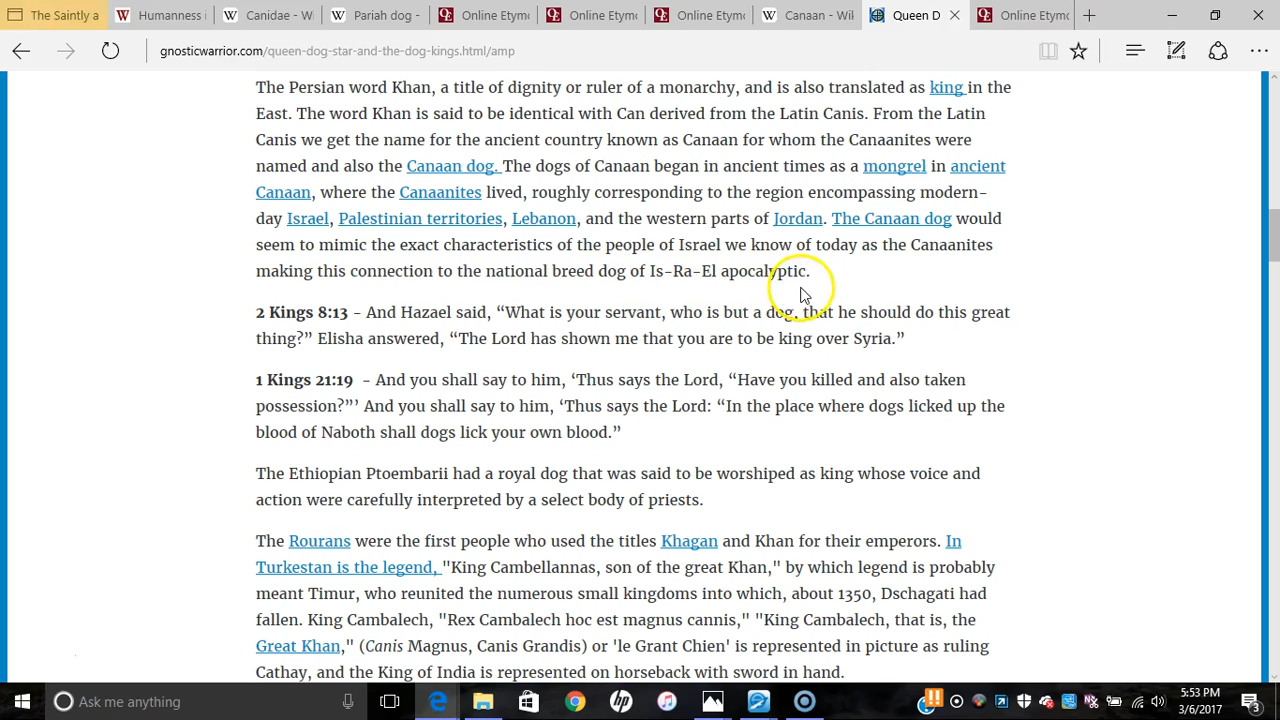 The Saintly a
Humanness i
Canidae - Wi
Pariah dog -
Online Etymo
Online Etymo
Online Etymo
Canaan - Wil
Queen D
Online Etymo
gnosticwarrior.com/queen-dog-star-and-the-dog-kings.html/amp
The Persian word Khan, a title of dignity or ruler of a monarchy, and is also translated as king in the
East. The word Khan is said to be identical with Can derived from the Latin Canis. From the Latin
Canis we get the name for the ancient country known as Canaan for whom the Canaanites were
named and also the Canaan dog. The dogs of Canaan began in ancient times as a mongrel in ancient
Canaan, where the Canaanites lived, roughly corresponding to the region encompassing modern-
day Israel, Palestinian territories, Lebanon, and the western parts of Jordan. The Canaan dog would
seem to mimic the exact characteristics of the people of Israel we know of today as the Canaanites
making this connection to the national breed dog of Is-Ra-El apocalyptic.
2 Kings 8:13 - And Hazael said, “What is your servant, who is but a dog, that he should do this great
thing?” Elisha answered, “The Lord has shown me that you are to be king over Syria.”
1 Kings 21:19 - And you shall say to him, ‘Thus says the Lord, “Have you killed and also taken
possession?”’ And you shall say to him, ‘Thus says the Lord: “In the place where dogs licked up the
blood of Naboth shall dogs lick your own blood.”
The Ethiopian Ptoembarii had a royal dog that was said to be worshiped as king whose voice and
action were carefully interpreted by a select body of priests.
The Rourans were the first people who used the titles Khagan and Khan for their emperors. In
Turkestan is the legend, "King Cambellannas, son of the great Khan," by which legend is probably
meant Timur, who reunited the numerous small kingdoms into which, about 1350, Dschagati had
fallen. King Cambalech, "Rex Cambalech hoc est magnus cannis," "King Cambalech, that is, the
Great Khan," (Canis Magnus, Canis Grandis) or 'le Grant Chien' is represented in picture as ruling
Cathay, and the King of India is represented on horseback with sword in hand.
Ask me anything
5:53 PM
3/6/2017
3